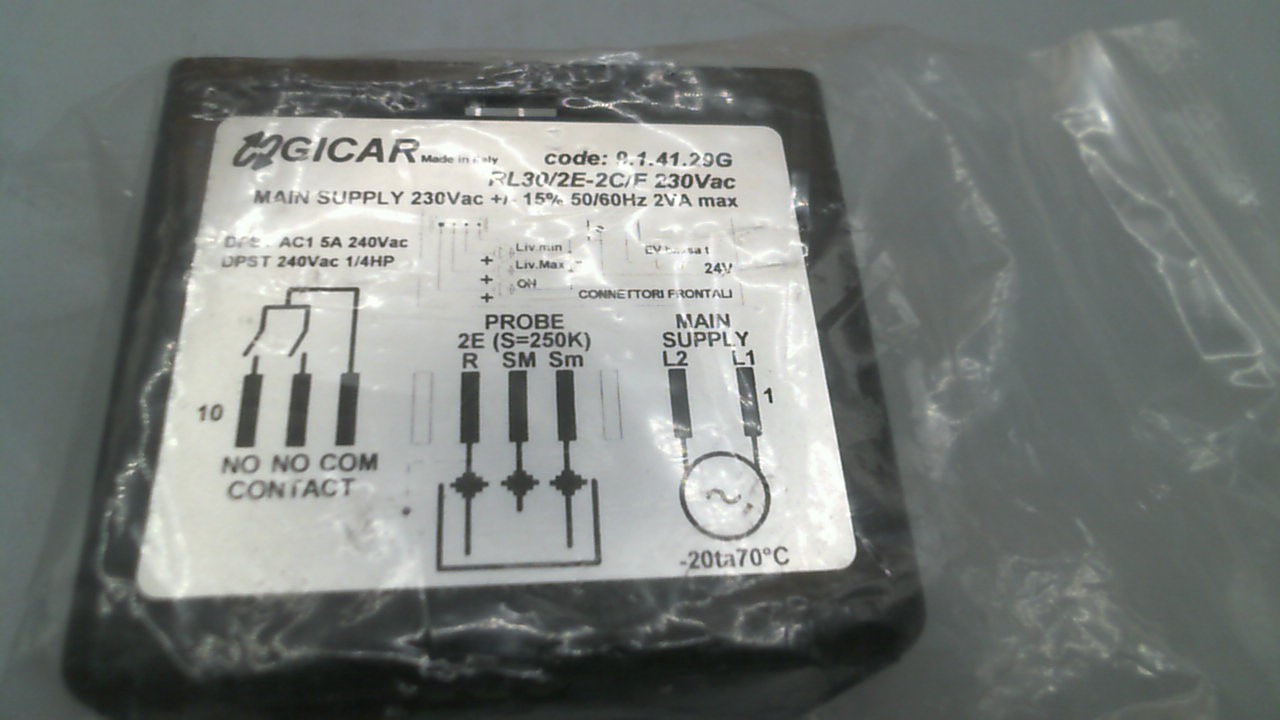 GICAR Made in Italy code: 9.1.41.29G
RL30/2E-2C/F 230Vac
MAIN SUPPLY 230Vac +/- 15% 50/60Hz 2VA max
AC1 5A 240Vac
DPST 240Vac 1/4HP
+ Liv.min
+ Liv.Max
+ OH
24V
CONNETTORI FRONTALI
PROBE
2E (S=250K)
R SM Sm
MAIN
SUPPLY
L2 L1
10
1
NO NO COM
CONTACT
-20ta70°C